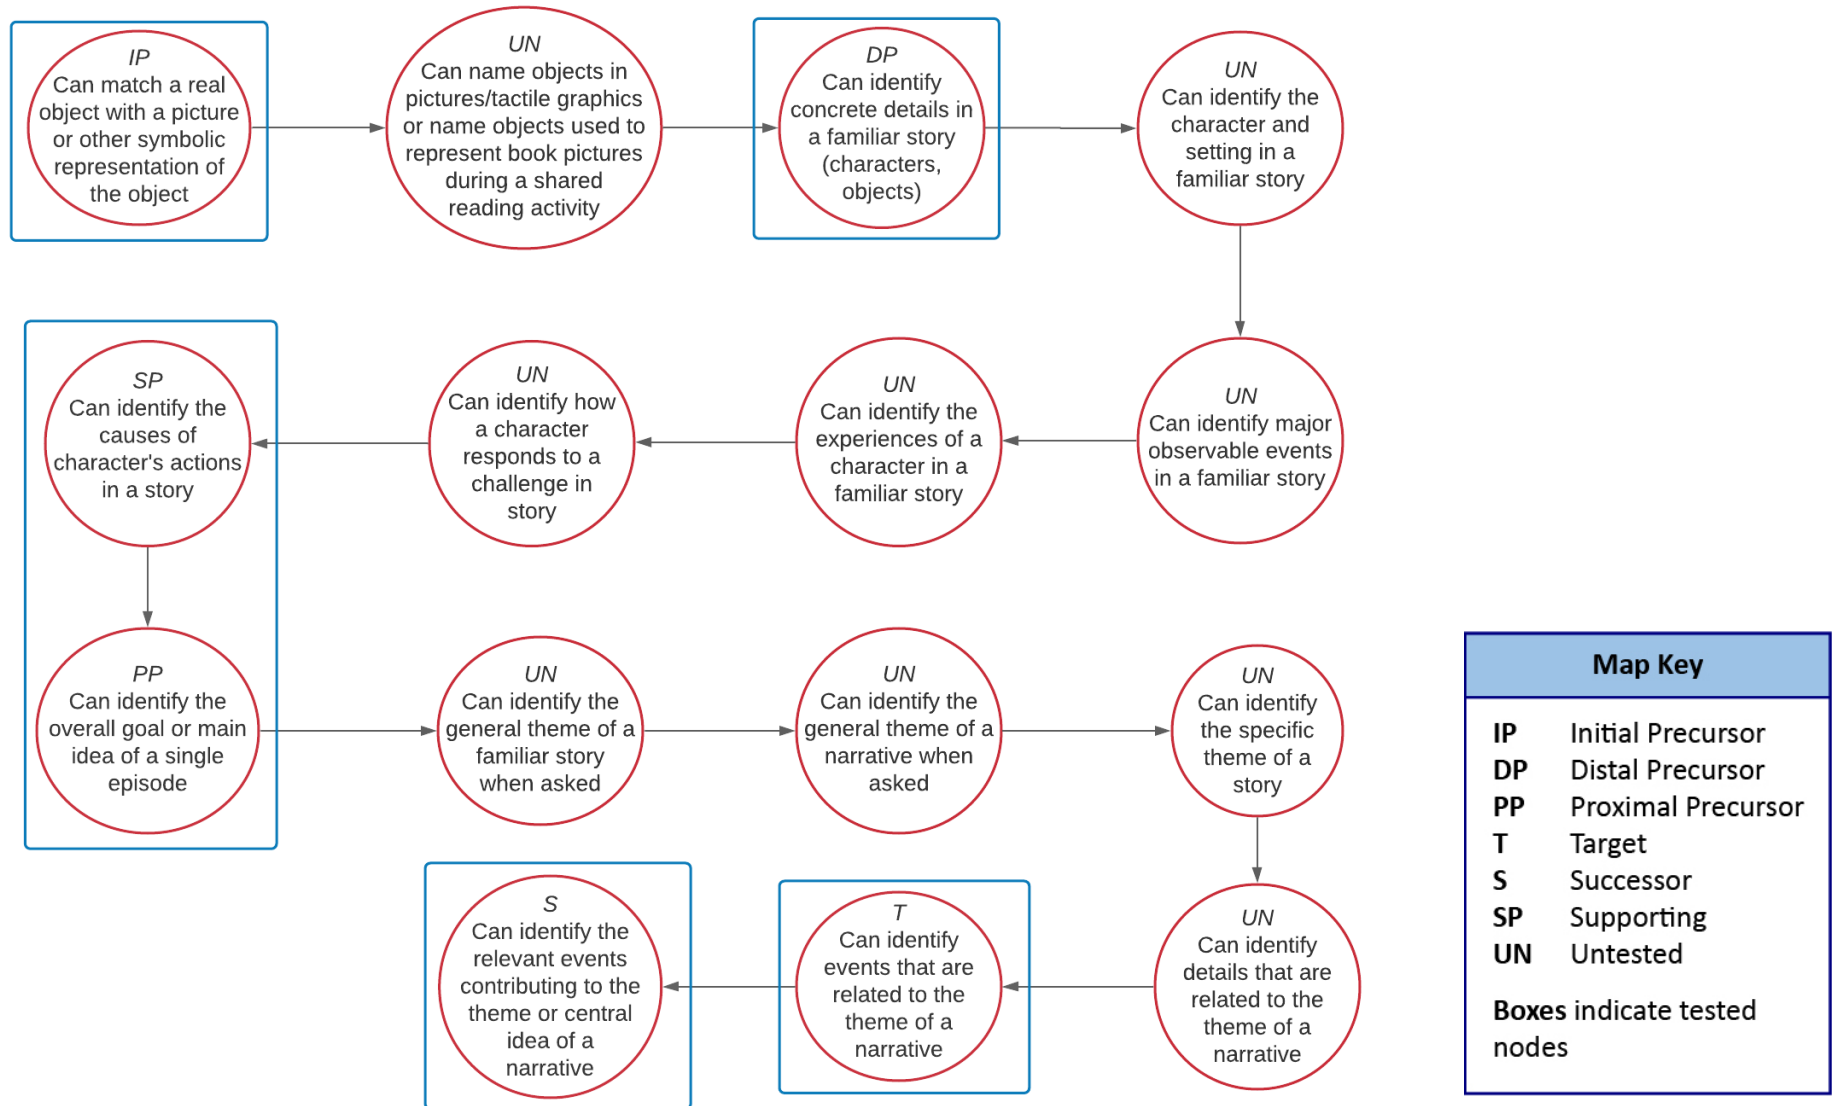 IP
Can match a real
object with a picture
or other symbolic
representation of
the object
UN
Can name objects in
pictures/tactile graphics
or name objects used to
represent book pictures
during a shared
reading activity
DP
Can identify
concrete details in
a familiar story
(characters,
objects)
UN
Can identify the
character and
setting in a
familiar story
UN
Can identify major
observable events
in a familiar story
UN
Can identify the
experiences of a
character in a
familiar story
UN
Can identify how
a character
responds to a
challenge in
story
SP
Can identify the
causes of
character's actions
in a story
PP
Can identify the
overall goal or main
idea of a single
episode
UN
Can identify the
general theme of a
familiar story
when asked
UN
Can identify the
general theme of a
narrative when
asked
UN
Can identify
the specific
theme of a
story
UN
Can identify
details that are
related to the
theme of a
narrative
T
Can identify
events that are
related to the
theme of a
narrative
S
Can identify the
relevant events
contributing to the
theme or central
idea of a
narrative
Map Key
IP Initial Precursor
DP Distal Precursor
PP Proximal Precursor
T Target
S Successor
SP Supporting
UN Untested
Boxes indicate tested
nodes